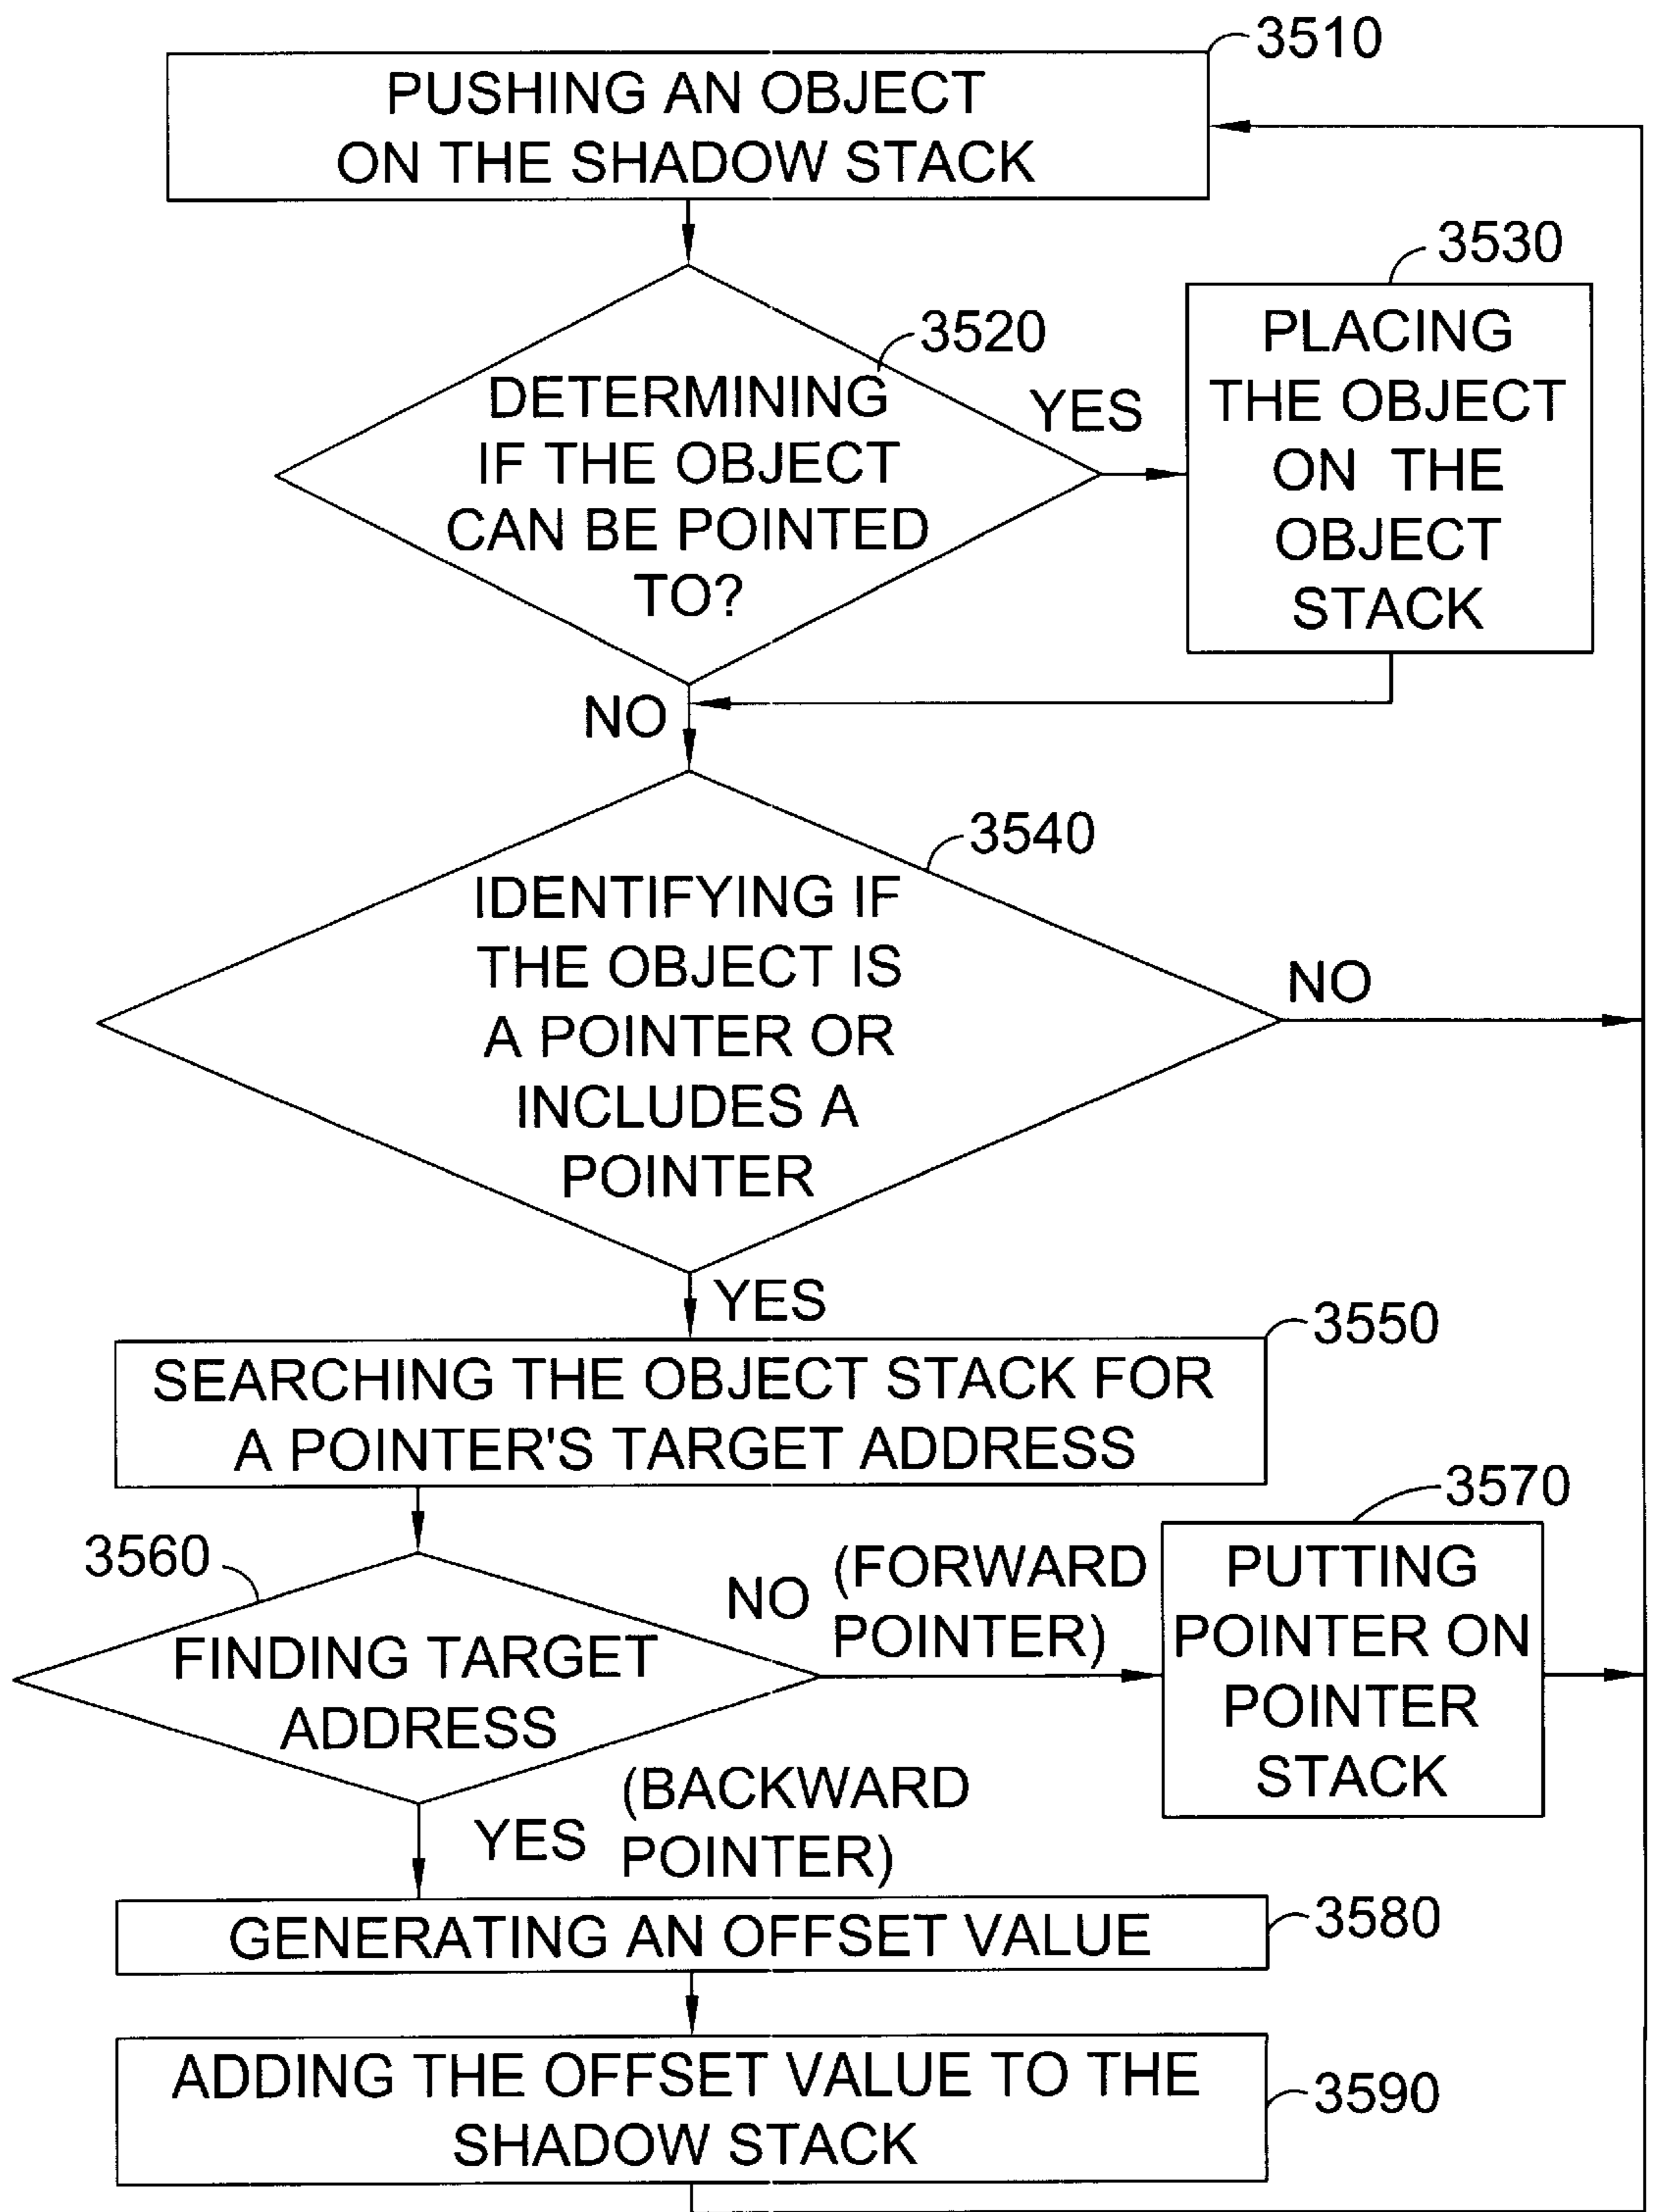 3510
PUSHING AN OBJECT
ON THE SHADOW STACK
3520
DETERMINING
IF THE OBJECT
CAN BE POINTED
TO?
YES
3530
PLACING
THE OBJECT
ON THE
OBJECT
STACK
NO
3540
IDENTIFYING IF
THE OBJECT IS
A POINTER OR
INCLUDES A
POINTER
NO
YES
3550
SEARCHING THE OBJECT STACK FOR
A POINTER'S TARGET ADDRESS
3560
FINDING TARGET
ADDRESS
NO
(FORWARD
POINTER)
3570
PUTTING
POINTER ON
POINTER
STACK
YES
(BACKWARD
POINTER)
3580
GENERATING AN OFFSET VALUE
3590
ADDING THE OFFSET VALUE TO THE
SHADOW STACK